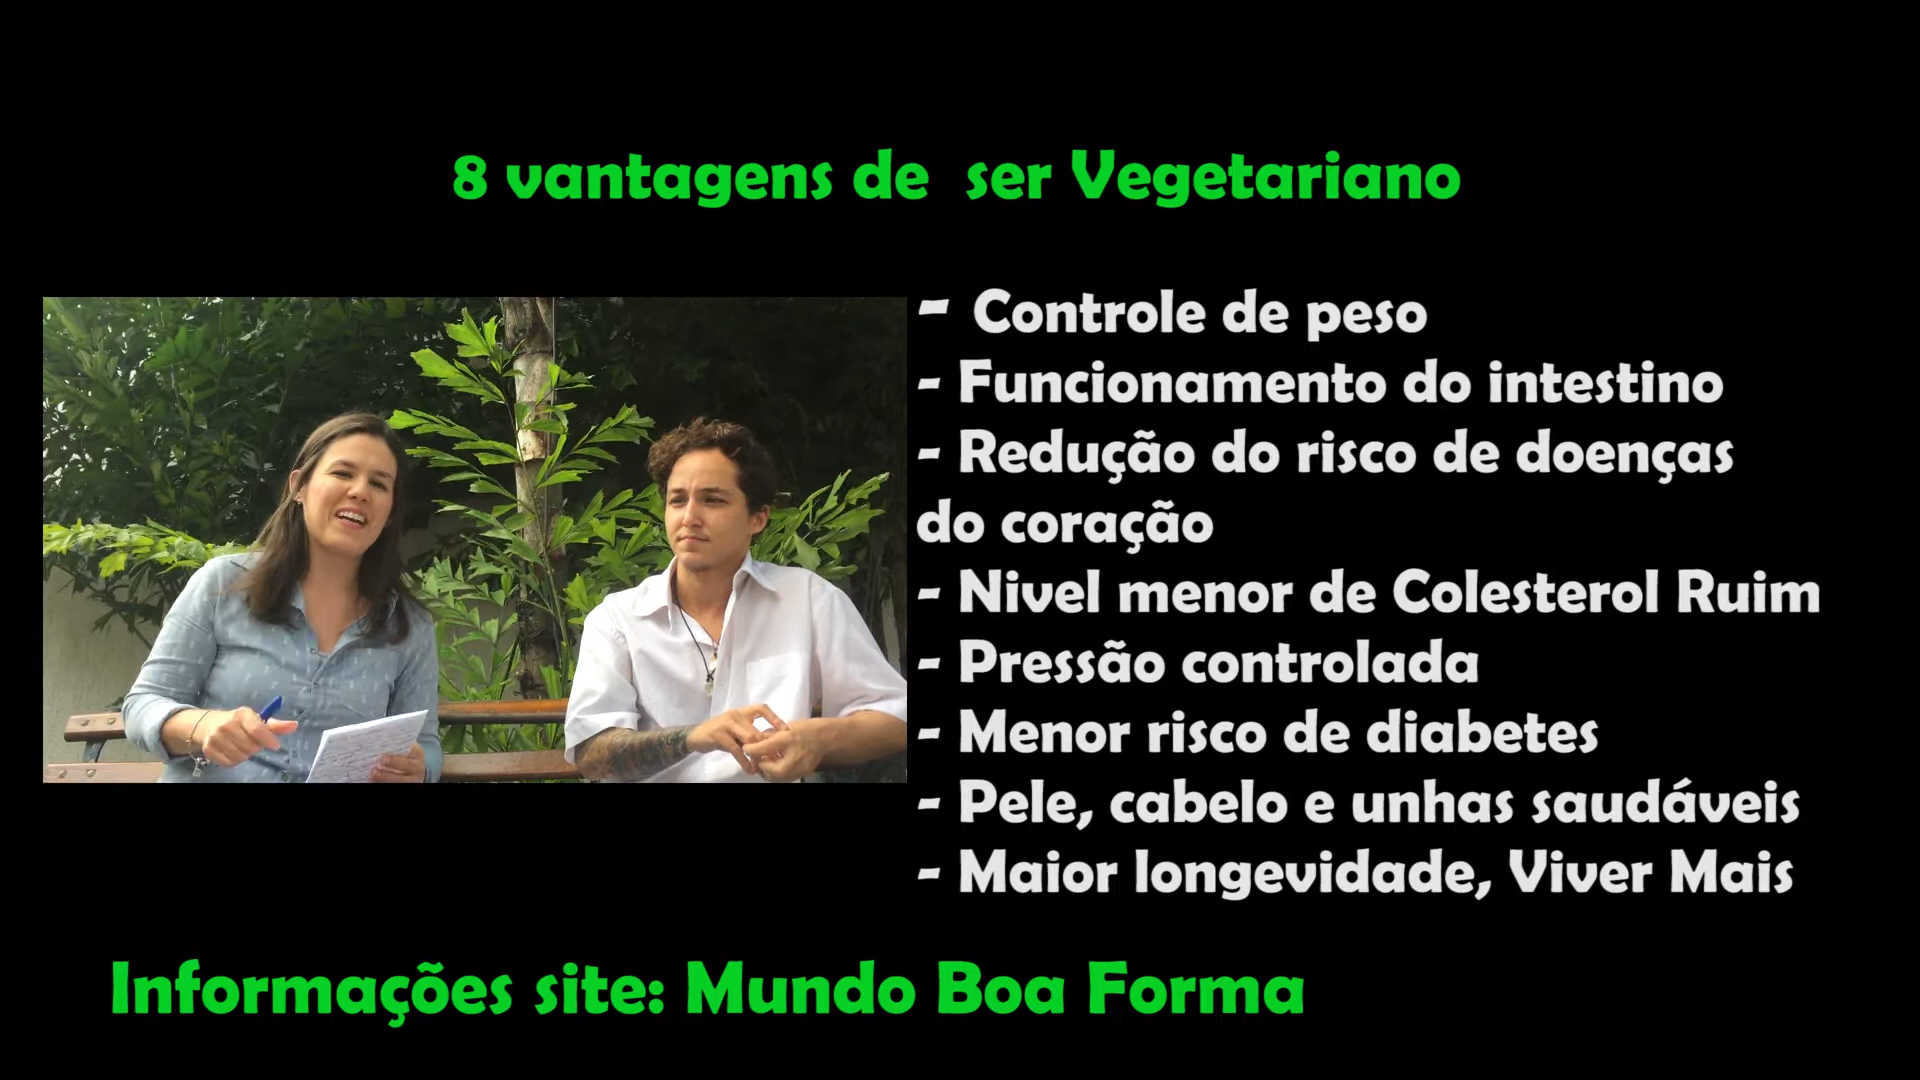 8 vantagens de ser Vegetariano
- Controle de peso
- Funcionamento do intestino
- Redução do risco de doenças
do coração
- Nivel menor de Colesterol Ruim
- Pressão controlada
- Menor risco de diabetes
- Pele, cabelo e unhas saudáveis
- Maior longevidade, Viver Mais
Informações site: Mundo Boa Forma